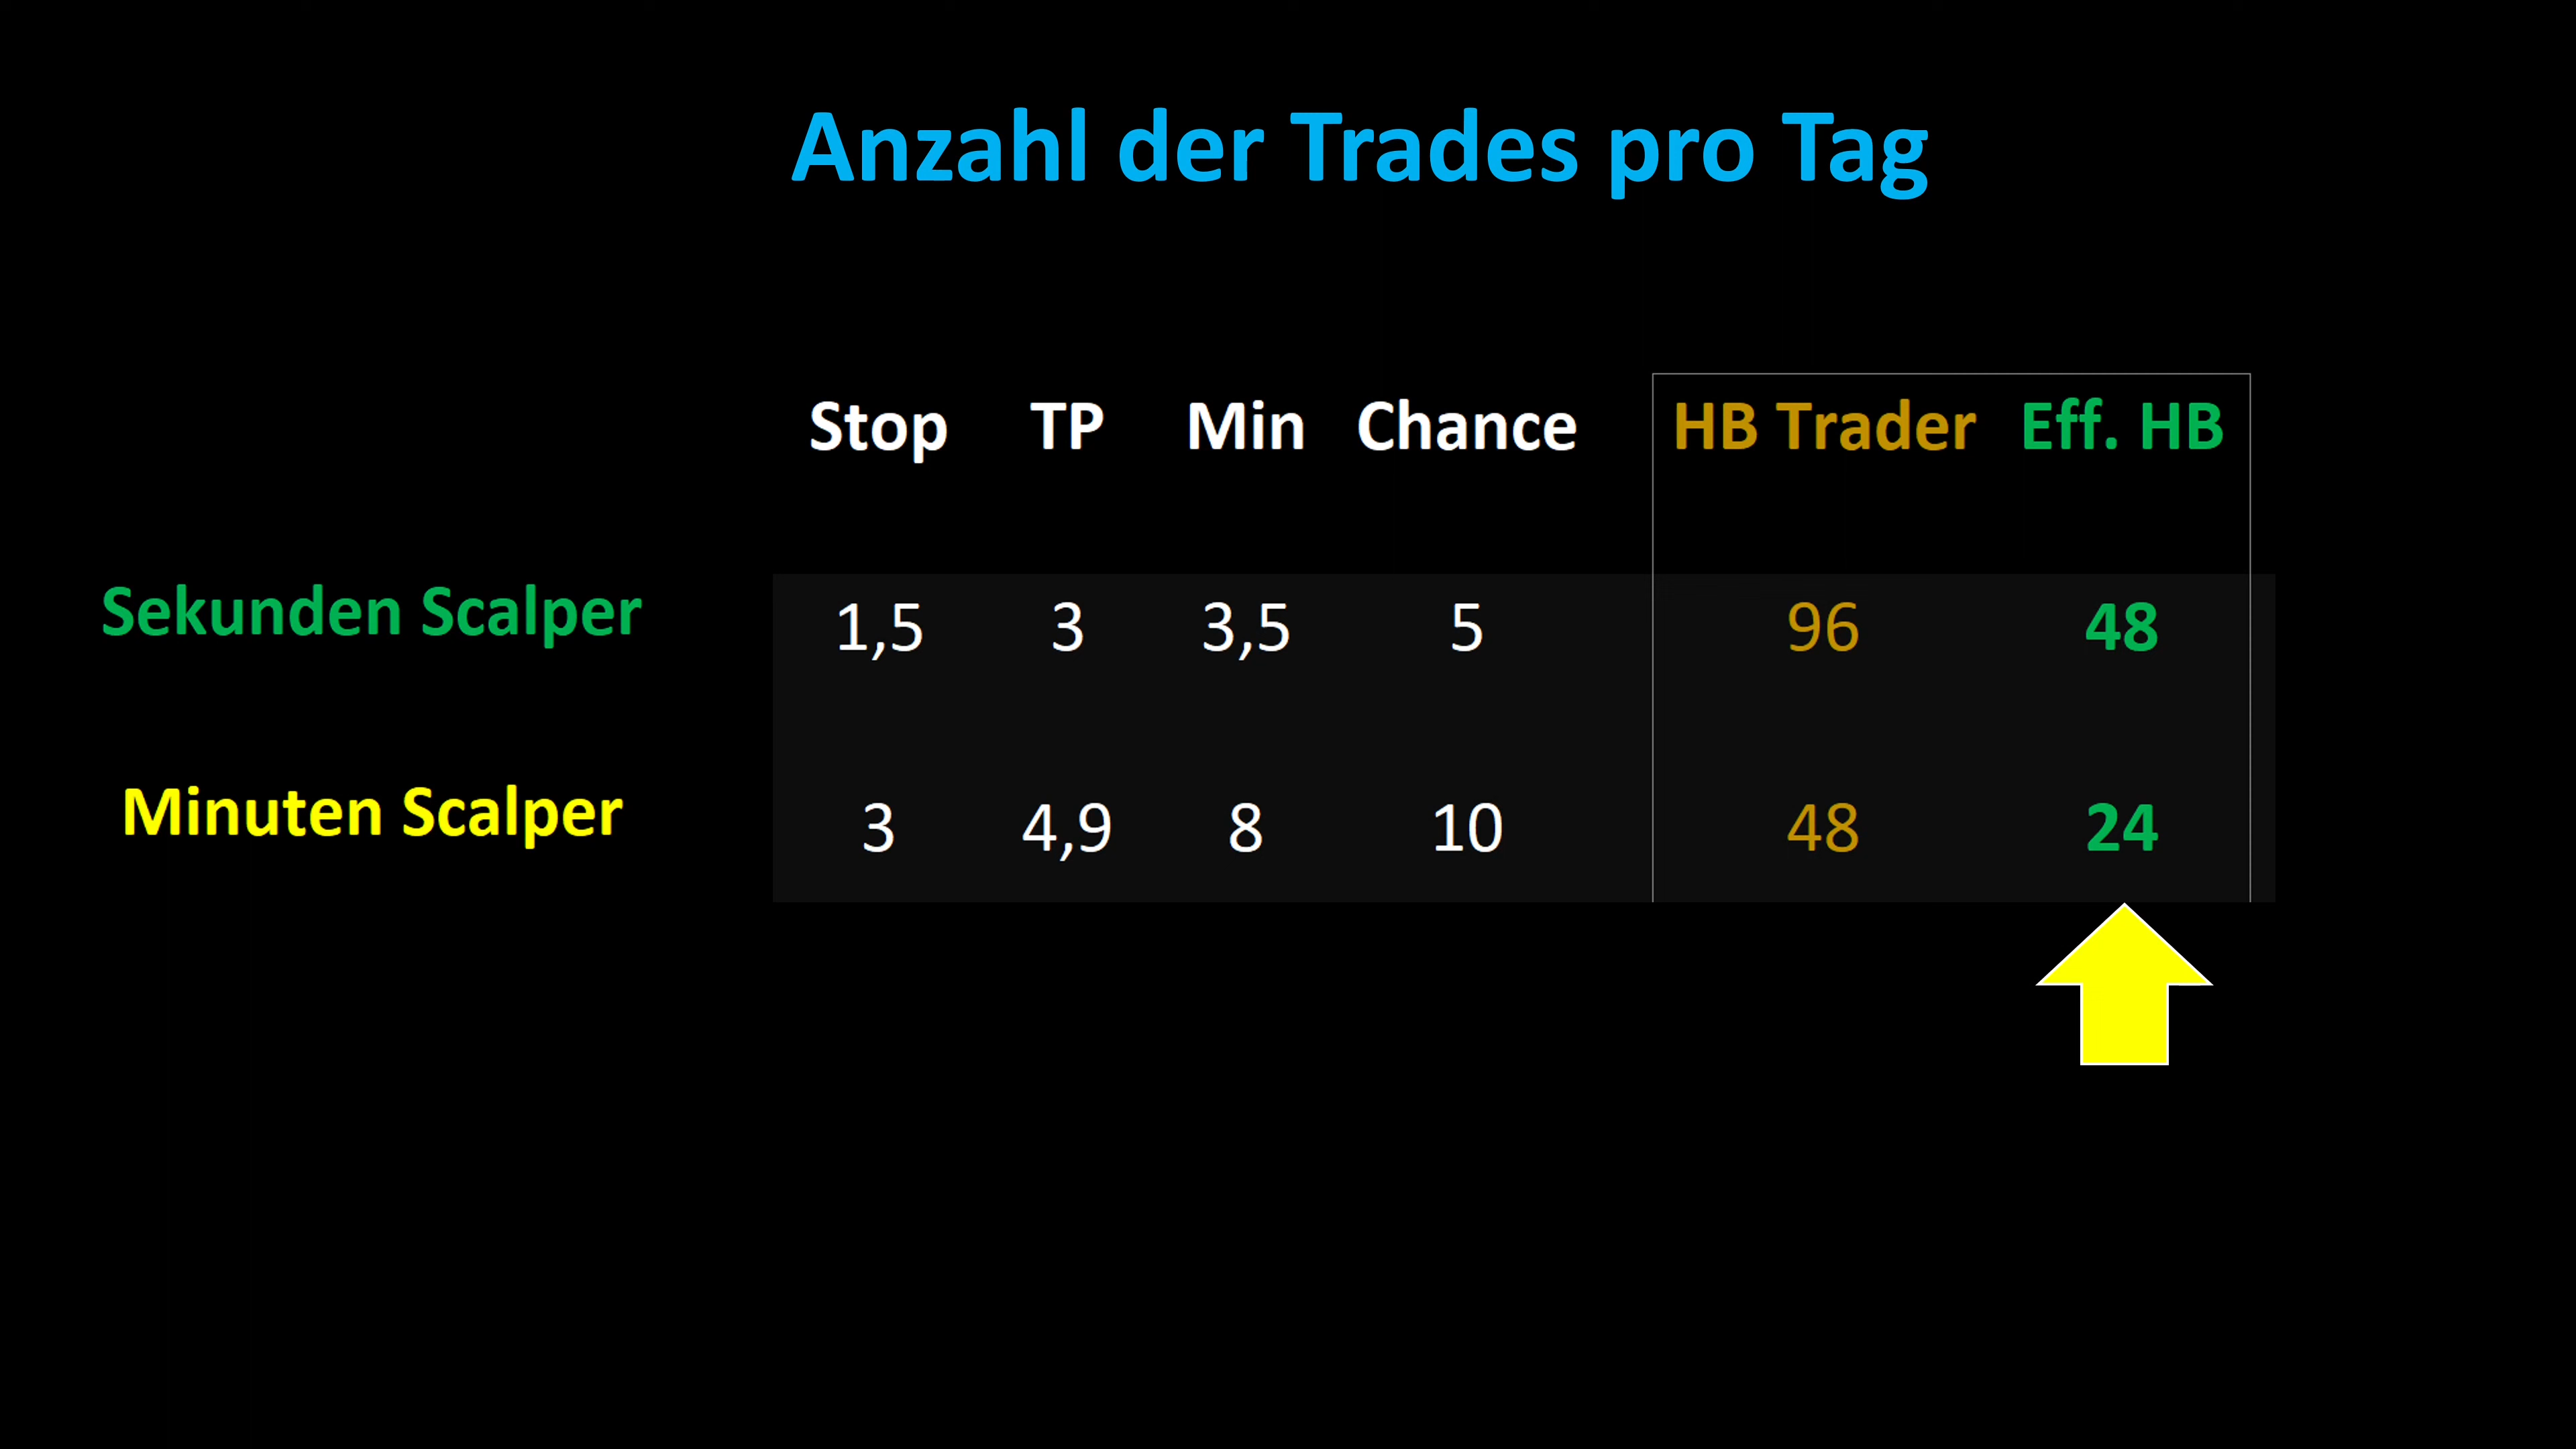 Anzahl der Trades pro Tag
Stop TP Min Chance HB Trader Eff. HB
Sekunden Scalper 1,5 3 3,5 5 96 48
Minuten Scalper 3 4,9 8 10 48 24